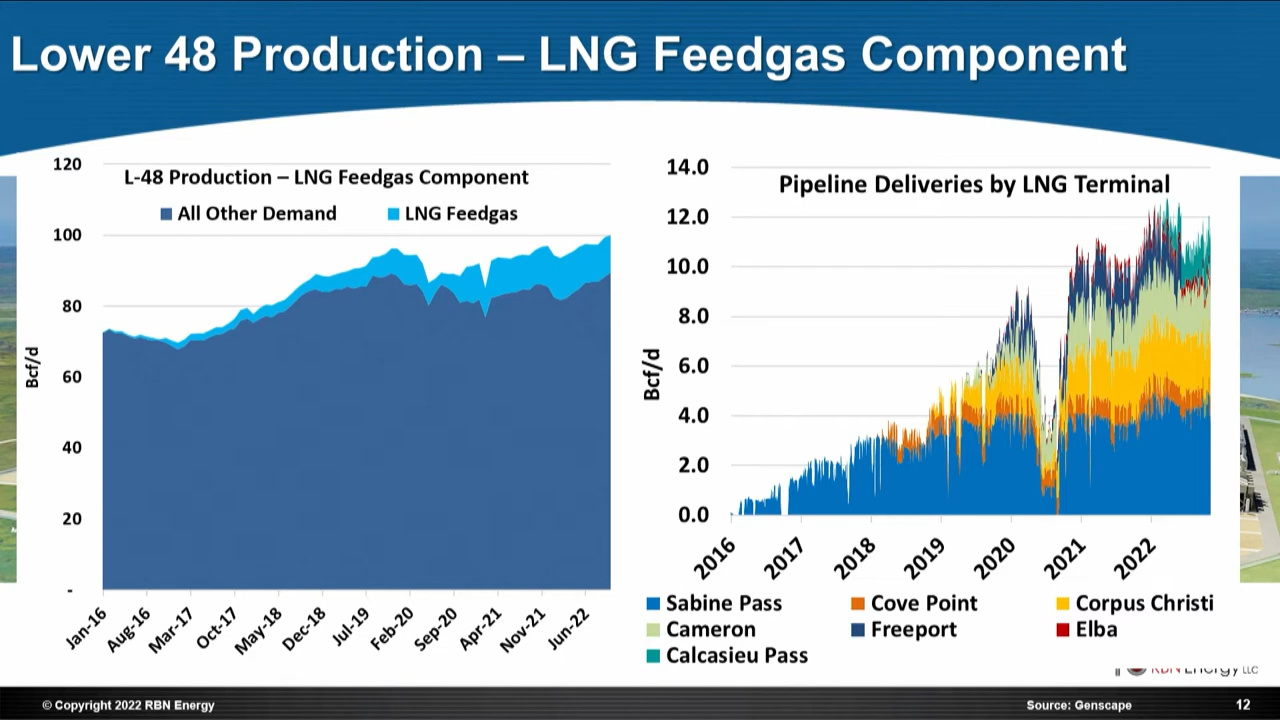 Lower 48 Production – LNG Feedgas Component
L-48 Production – LNG Feedgas Component
All Other Demand
LNG Feedgas
120
100
80
60
40
20
-
Bcf/d
Jan-16
Aug-16
Mar-17
Oct-17
May-18
Dec-18
Jul-19
Feb-20
Sep-20
Apr-21
Nov-21
Jun-22
Pipeline Deliveries by LNG Terminal
14.0
12.0
10.0
8.0
6.0
4.0
2.0
0.0
Bcf/d
2016
2017
2018
2019
2020
2021
2022
Sabine Pass
Cove Point
Corpus Christi
Cameron
Freeport
Elba
Calcasieu Pass
RBN Energy LLC
© Copyright 2022 RBN Energy
Source: Genscape
12